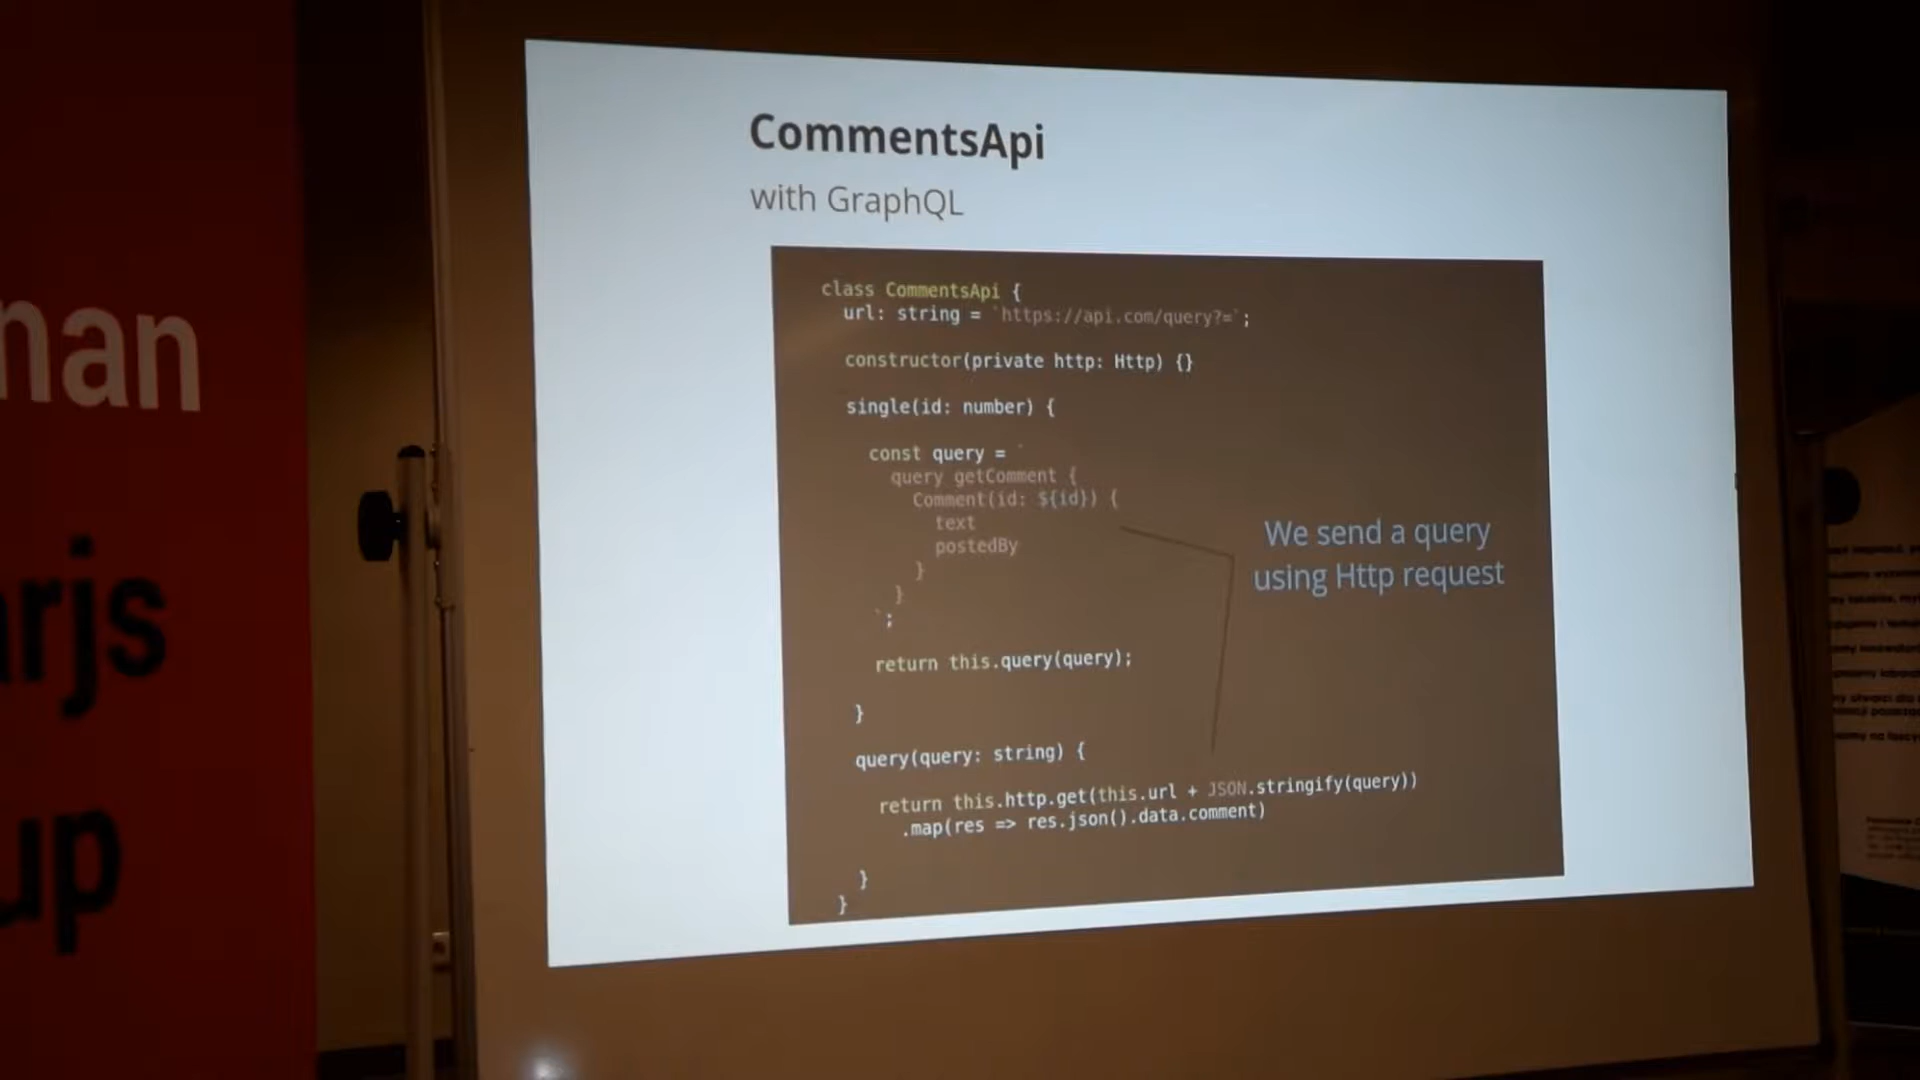 nan
arjs
up
CommentsApi
with GraphQL
class CommentsApi {
url: string = `https://api.com/query?=`;
constructor(private http: Http) {}
single(id: number) {
const query = `
query getComment {
Comment(id: ${id}) {
text
postedBy
}
}
`;
return this.query(query);
}
query(query: string) {
return this.http.get(this.url + JSON.stringify(query))
.map(res => res.json().data.comment)
}
}
We send a query
using Http request